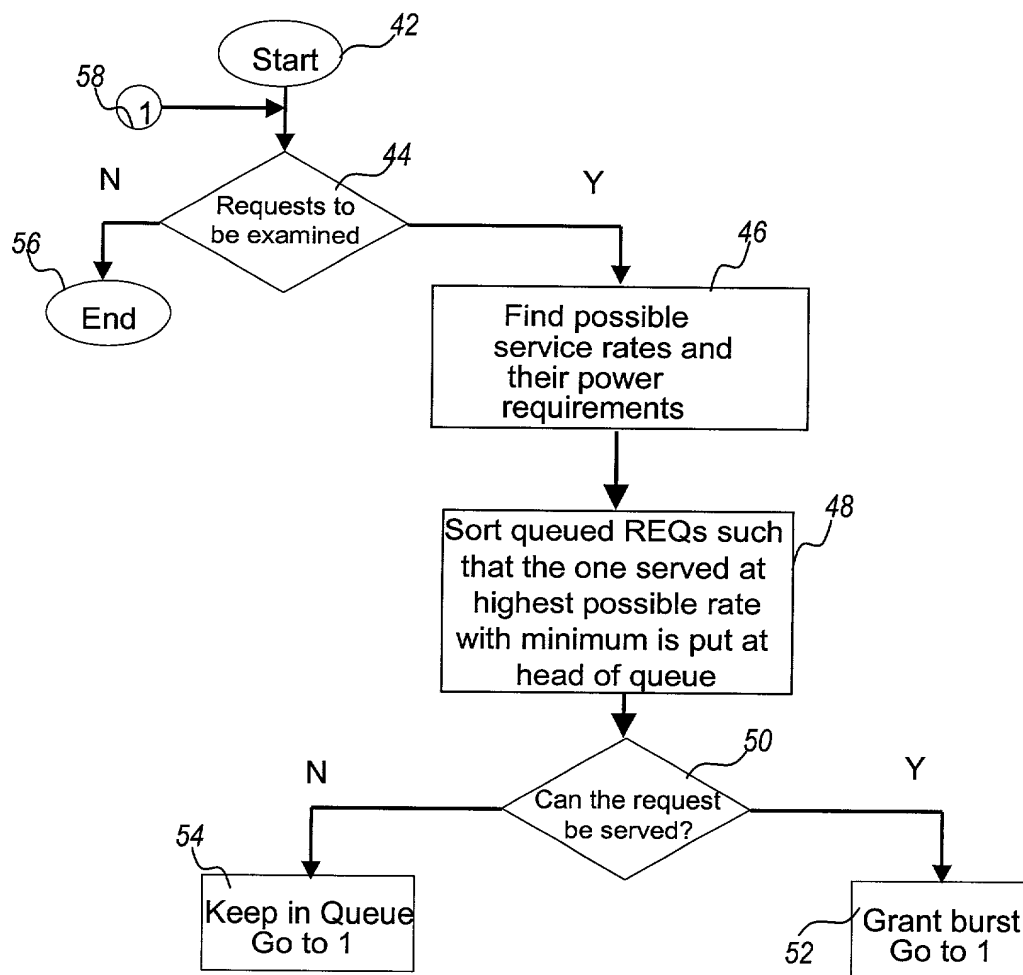 42
Start
58
1
44
N
Y
Requests to
be examined
56
End
46
Find possible
service rates and
their power
requirements
48
Sort queued REQs such
that the one served at
highest possible rate
with minimum is put at
head of queue
50
N
Y
Can the request
be served?
54
Keep in Queue
Go to 1
Grant burst
Go to 1
52